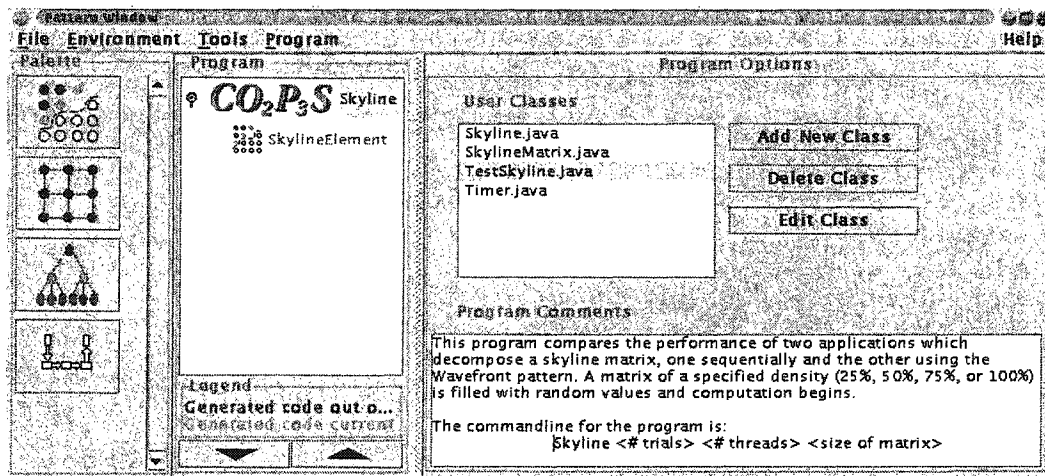 Pattern Window
File Environment Tools Program Help
Palette
Program
CO2P3S Skyline
SkylineElement
Legend
Generated code out o...
Generated code current
Program Options
User Classes
Skyline.java
SkylineMatrix.java
TestSkyline.java
Timer.java
Add New Class
Delete Class
Edit Class
Program Comments
This program compares the performance of two applications which
decompose a skyline matrix, one sequentially and the other using the
Wavefront pattern. A matrix of a specified density (25%, 50%, 75%, or 100%)
is filled with random values and computation begins.
The commandline for the program is:
Skyline <# trials> <# threads> <size of matrix>